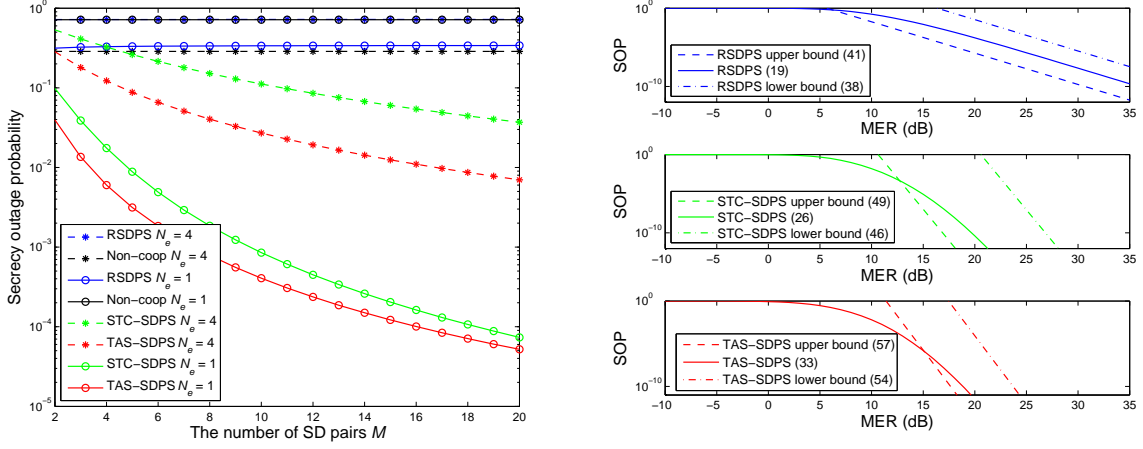 10^0
10^-1
10^-2
10^-3
10^-4
10^-5
Secrecy outage probability
RSDPS N_e = 4
Non−coop N_e = 4
RSDPS N_e = 1
Non−coop N_e = 1
STC−SDPS N_e = 4
TAS−SDPS N_e = 4
STC−SDPS N_e = 1
TAS−SDPS N_e = 1
2 4 6 8 10 12 14 16 18 20
The number of SD pairs M
10^0
10^-10
SOP
RSDPS upper bound (41)
RSDPS (19)
RSDPS lower bound (38)
−10 −5 0 5 10 15 20 25 30 35
MER (dB)
10^0
10^-10
SOP
STC−SDPS upper bound (49)
STC−SDPS (26)
STC−SDPS lower bound (46)
−10 −5 0 5 10 15 20 25 30 35
MER (dB)
10^0
10^-10
SOP
TAS−SDPS upper bound (57)
TAS−SDPS (33)
TAS−SDPS lower bound (54)
−10 −5 0 5 10 15 20 25 30 35
MER (dB)